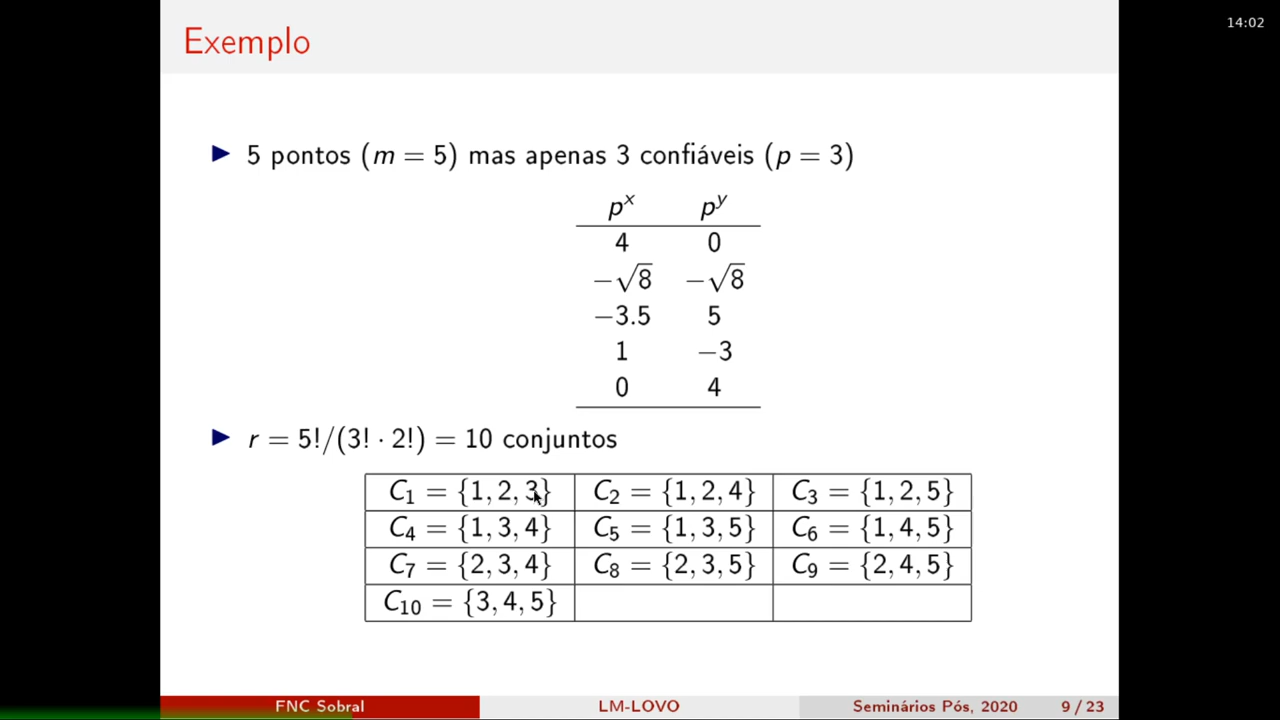 14:02
Exemplo
▶ 5 pontos (m = 5) mas apenas 3 confiáveis (p = 3)
pˣ pʸ
4 0
−√8 −√8
−3.5 5
1 −3
0 4
▶ r = 5!/(3! · 2!) = 10 conjuntos
C₁ = {1, 2, 3} C₂ = {1, 2, 4} C₃ = {1, 2, 5}
C₄ = {1, 3, 4} C₅ = {1, 3, 5} C₆ = {1, 4, 5}
C₇ = {2, 3, 4} C₈ = {2, 3, 5} C₉ = {2, 4, 5}
C₁₀ = {3, 4, 5}
FNC Sobral LM-LOVO Seminários Pós, 2020 9 / 23